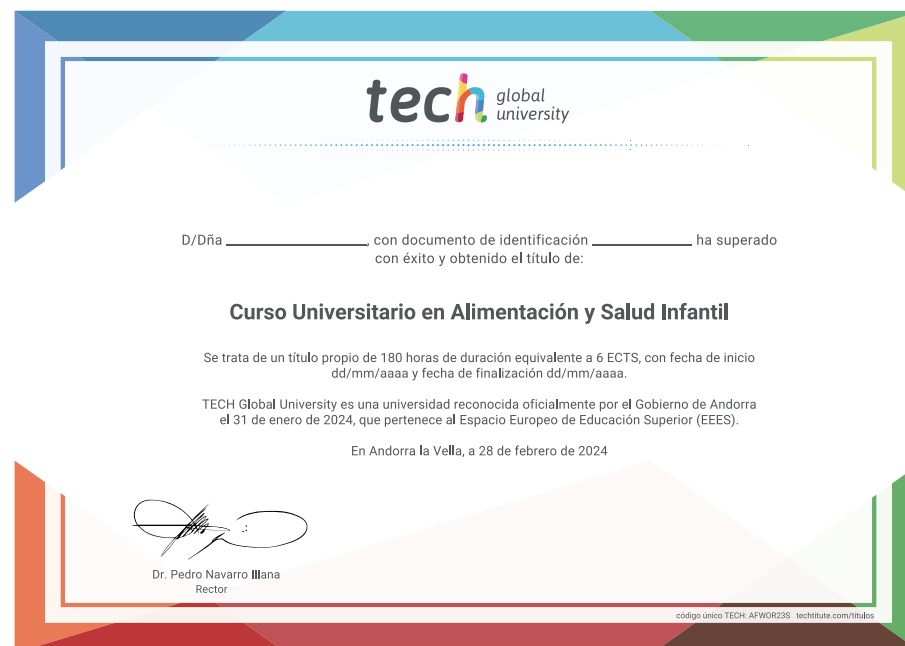 tech global university
D/Dña ____________, con documento de identificación ____________ ha superado
con éxito y obtenido el título de:
Curso Universitario en Alimentación y Salud Infantil
Se trata de un título propio de 180 horas de duración equivalente a 6 ECTS, con fecha de inicio
dd/mm/aaaa y fecha de finalización dd/mm/aaaa.
TECH Global University es una universidad reconocida oficialmente por el Gobierno de Andorra
el 31 de enero de 2024, que pertenece al Espacio Europeo de Educación Superior (EEES).
En Andorra la Vella, a 28 de febrero de 2024
Dr. Pedro Navarro Illana
Rector
código único TECH: AFWOR23S techtitute.com/titulos